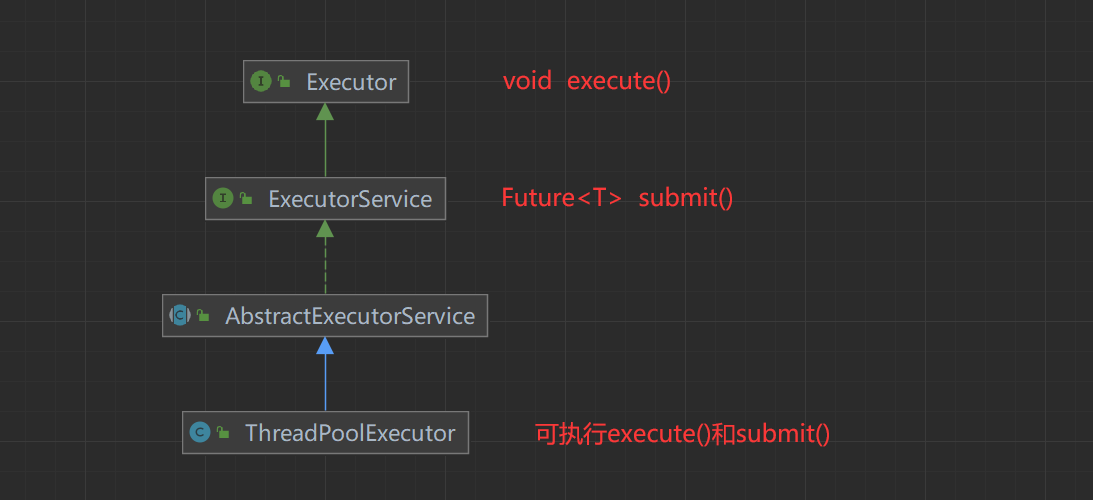 Executor void execute()
ExecutorService Future<T> submit()
AbstractExecutorService
ThreadPoolExecutor 可执行execute()和submit()